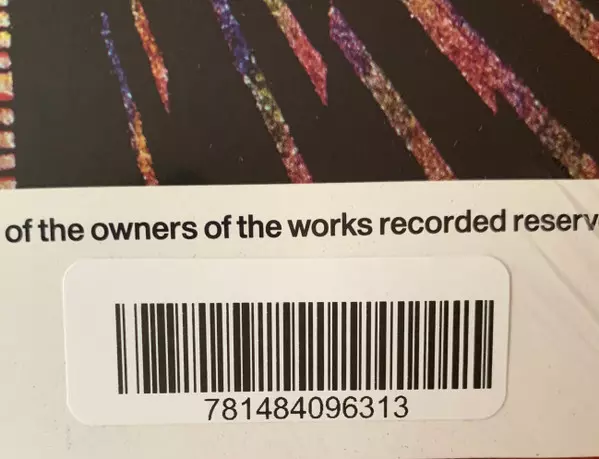 of the owners of the works recorded reserv
781484096313